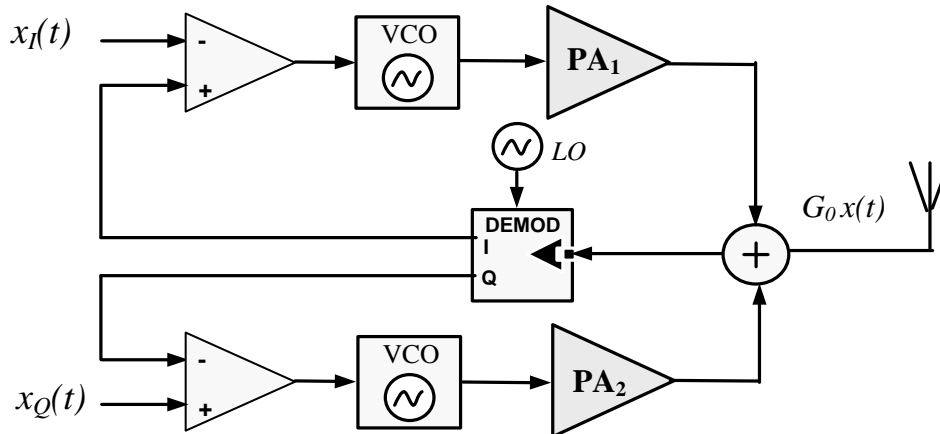 x_I(t)
-
+
VCO
PA₁
LO
DEMOD
I
Q
G₀ x(t)
+
VCO
PA₂
-
+
x_Q(t)